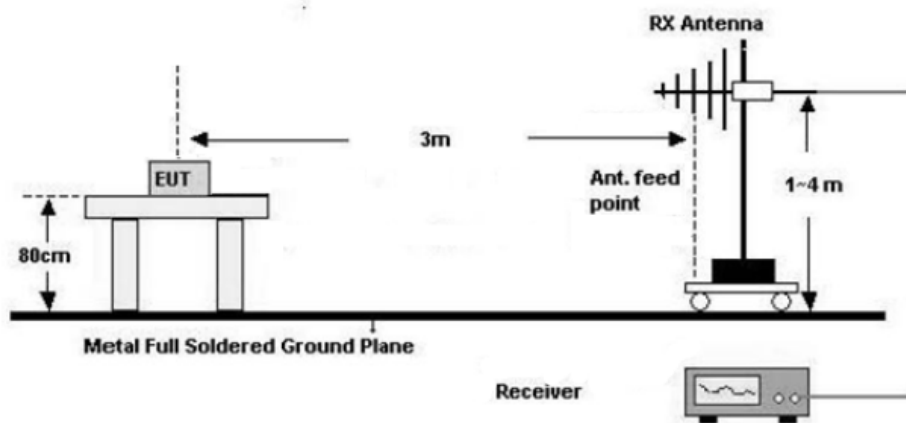 RX Antenna
3m
EUT
Ant. feed
point
1~4 m
80cm
Metal Full Soldered Ground Plane
Receiver